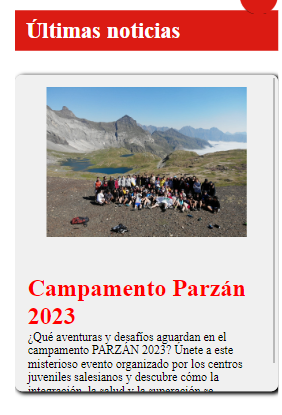 Últimas noticias
Campamento Parzán
2023
¿Qué aventuras y desafíos aguardan en el
campamento PARZÁN 2023? Únete a este
misterioso evento organizado por los centros
juveniles salesianos y descubre cómo la
integración, la salud y la superación se